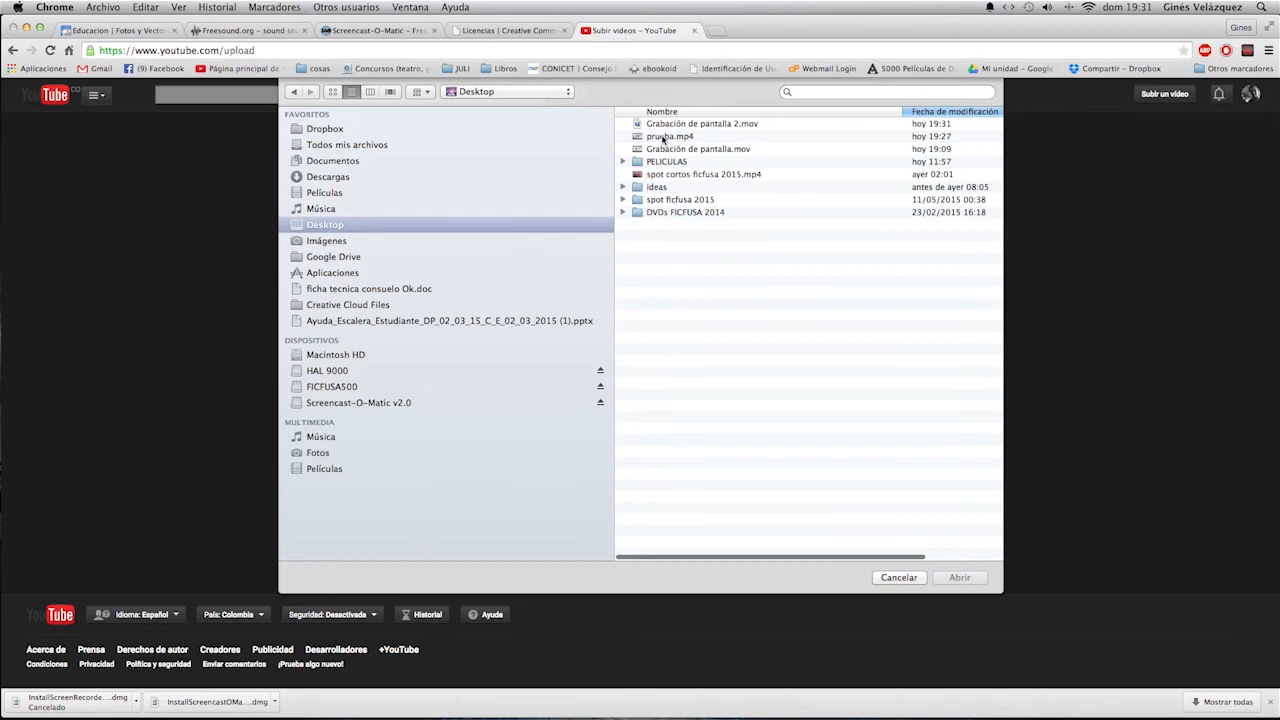 Chrome Archivo Editar Ver Historial Marcadores Otros usuarios Ventana Ayuda dom 19:31 Ginés Velázquez
Educacion | Fotos y Vector Freesound.org - sound se Screencast-O-Matic - Fre Licencias | Creative Comm Subir vídeos - YouTube Gines
https://www.youtube.com/upload
Aplicaciones Gmail (9) Facebook Página principal de cosas Concursos (teatro, g JULI Libros CONICET | Consejo ebookoid Identificación de Usu Webmail Login 5000 Películas de D Mi unidad - Google Compartir - Dropbox Otros marcadores
YouTube CO Desktop Subir un vídeo
FAVORITOS
Dropbox
Todos mis archivos
Documentos
Descargas
Películas
Música
Desktop
Imágenes
Google Drive
Aplicaciones
ficha tecnica consuelo Ok.doc
Creative Cloud Files
Ayuda_Escalera_Estudiante_DP_02_03_15_C_E_02_03_2015 (1).pptx
DISPOSITIVOS
Macintosh HD
HAL 9000
FICFUSA500
Screencast-O-Matic v2.0
MULTIMEDIA
Música
Fotos
Películas
Nombre Fecha de modificación
Grabación de pantalla 2.mov hoy 19:31
prueba.mp4 hoy 19:27
Grabación de pantalla.mov hoy 19:09
PELICULAS hoy 11:57
spot cortos ficfusa 2015.mp4 ayer 02:01
ideas antes de ayer 08:05
spot ficfusa 2015 11/05/2015 00:38
DVDs FICFUSA 2014 23/02/2015 16:18
Cancelar Abrir
YouTube Idioma: Español País: Colombia Seguridad: Desactivada Historial Ayuda
Acerca de Prensa Derechos de autor Creadores Publicidad Desarrolladores +YouTube
Condiciones Privacidad Política y seguridad Enviar comentarios ¡Prueba algo nuevo!
InstallScreenRecorde....dmg
Cancelado
InstallScreencastOMa....dmg
Mostrar todas